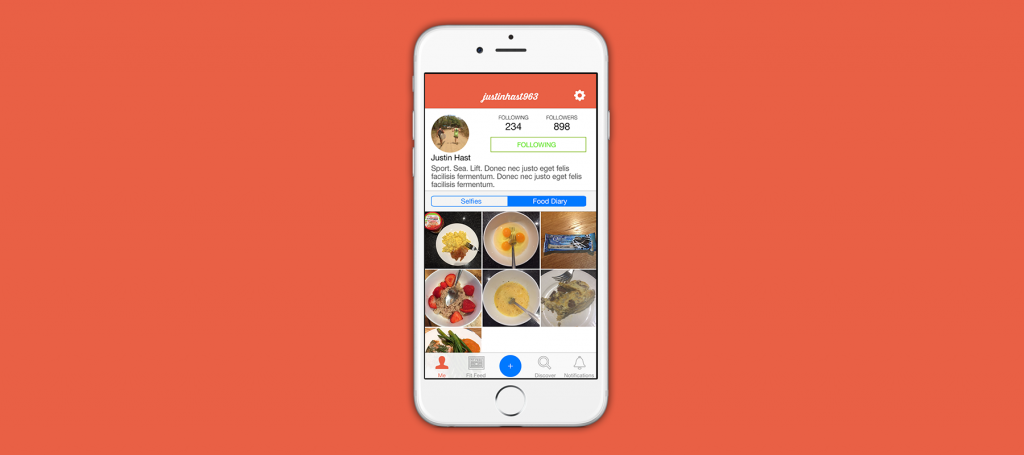 justinhast963
FOLLOWING FOLLOWERS
234 898
FOLLOWING
Justin Hast
Sport. Sea. Lift. Donec nec justo eget felis
facilisis fermentum. Donec nec justo eget felis
facilisis fermentum.
Selfies Food Diary
+
Me Fit Feed Discover Notifications